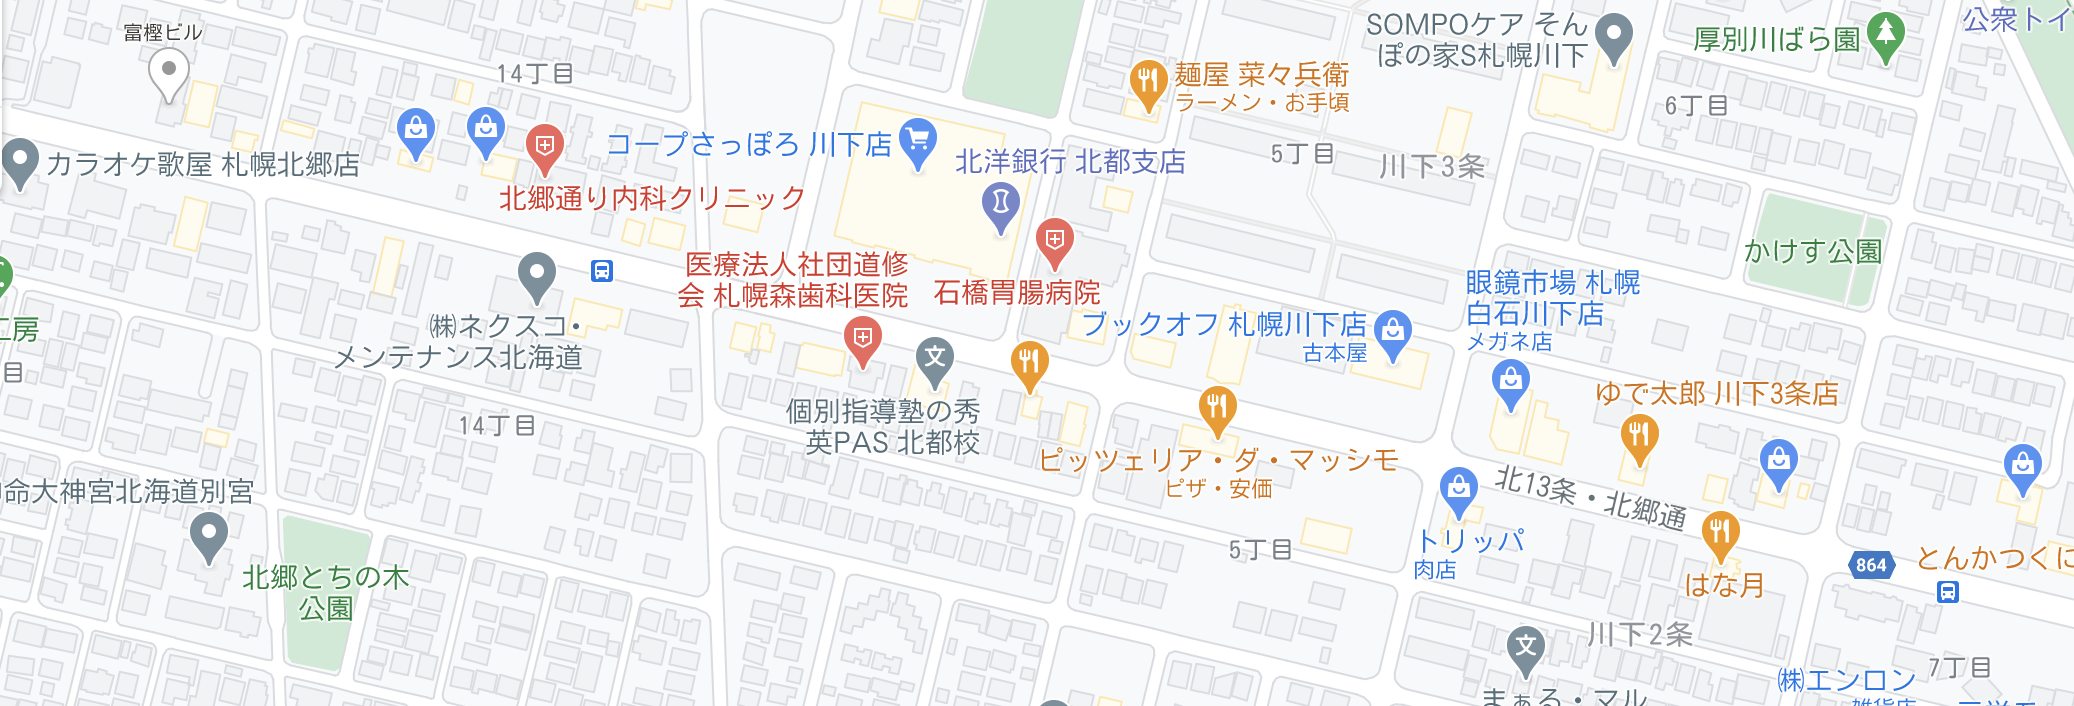 富樫ビル
14丁目
カラオケ歌屋 札幌北郷店
北郷通り内科クリニック
コープさっぽろ 川下店
北洋銀行 北都支店
麺屋 菜々兵衛
ラーメン・お手頃
SOMPOケア そん
ぽの家S札幌川下
厚別川ばら園
公衆トイ
6丁目
5丁目
川下3条
かけす公園
医療法人社団道修
会 札幌森歯科医院
石橋胃腸病院
㈱ネクスコ・
メンテナンス北海道
工房
目
ブックオフ 札幌川下店
古本屋
眼鏡市場 札幌
白石川下店
メガネ店
ゆで太郎 川下3条店
個別指導塾の秀
英PAS 北都校
14丁目
ピッツェリア・ダ・マッシモ
ピザ・安価
命大神宮北海道別宮
北郷とちの木
公園
北13条・北郷通
トリッパ
肉店
5丁目
はな月
864
とんかつくに
川下2条
7丁目
まぁる・マル
㈱エンロン
雑貨店